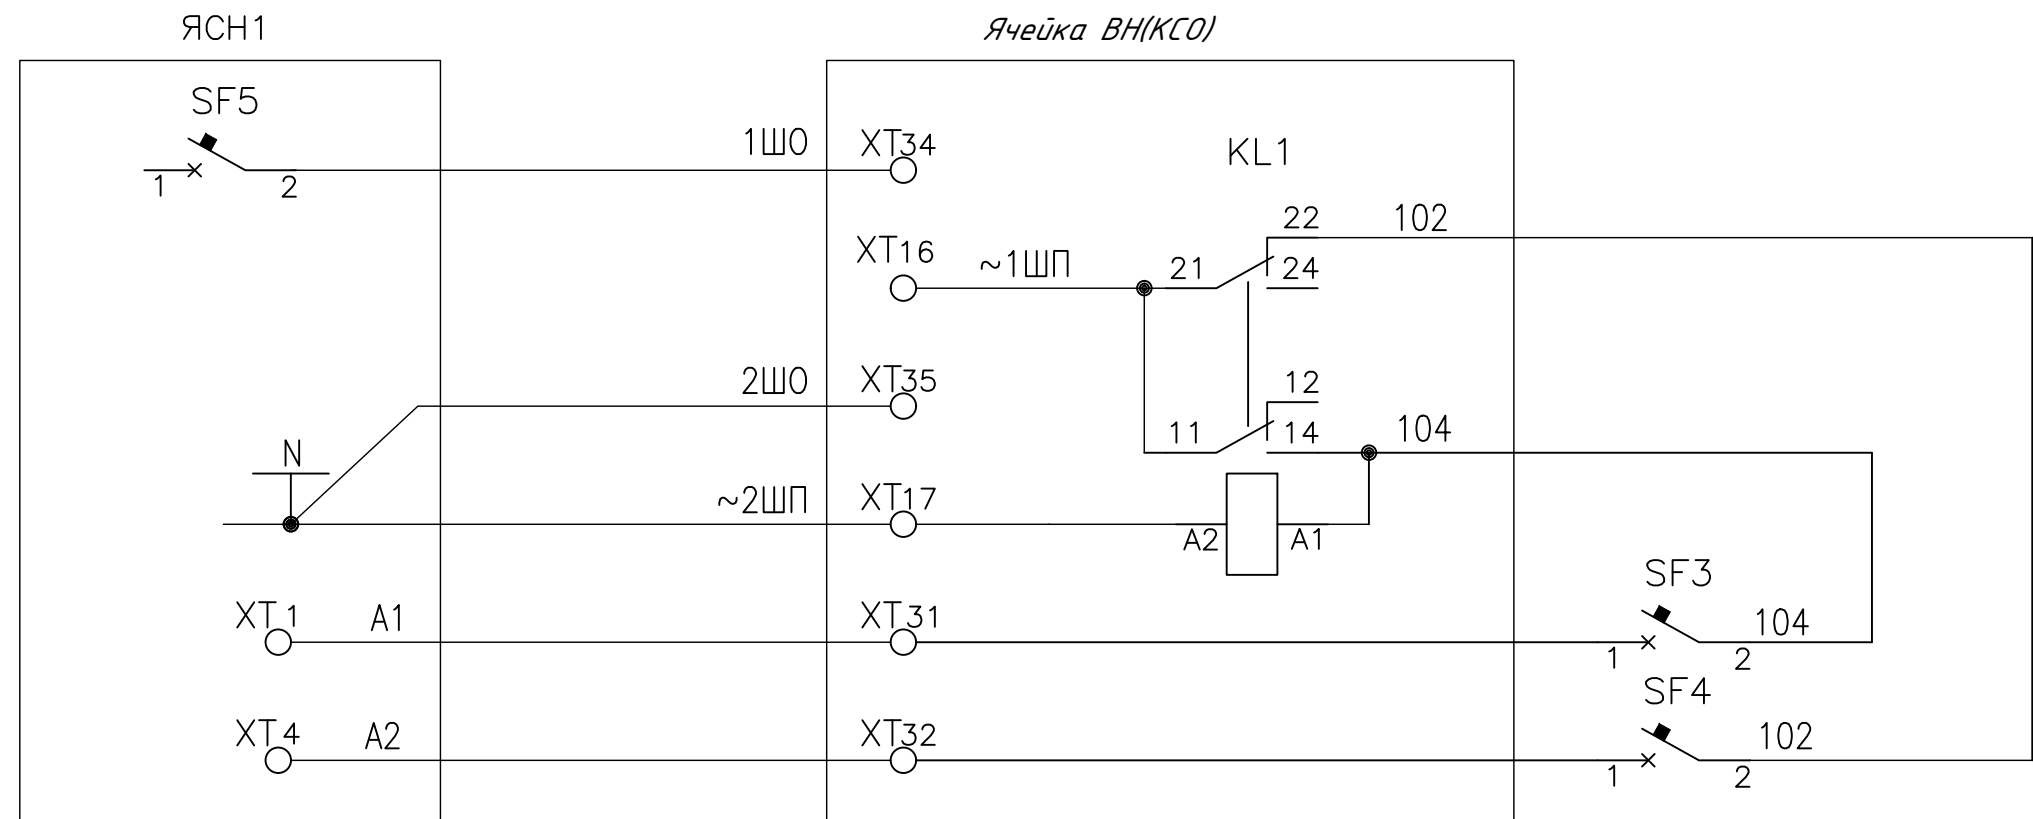 ЯСН1
Ячейка ВН(КСО)
SF5
1
2
1ШО
XT34
KL1
22
102
XT16
~1ШП
21
24
2ШО
XT35
12
N
11
14
104
~2ШП
XT17
A2
A1
SF3
XT1
A1
XT31
104
1
2
SF4
XT4
A2
XT32
102
1
2